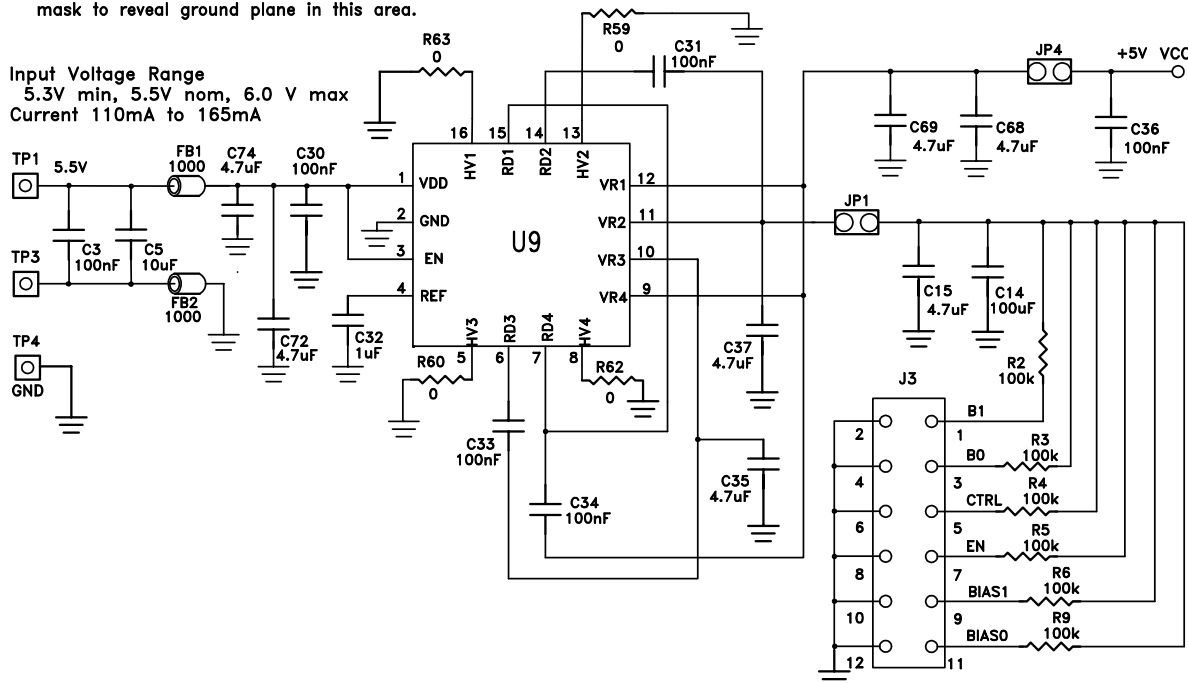 mask to reveal ground plane in this area.
Input Voltage Range
5.3V min, 5.5V nom, 6.0 V max
Current 110mA to 165mA
R63
0
R59
0
C31
100nF
JP4
+5V VCC
C69
4.7uF
C68
4.7uF
C36
100nF
16
15
14
13
HV1
RD1
RD2
HV2
TP1
5.5V
FB1
1000
C74
4.7uF
C30
100nF
1
VDD
VR1
12
2
GND
VR2
11
JP1
U9
3
EN
VR3
10
4
REF
VR4
9
TP3
C3
100nF
C5
10uF
FB2
1000
C72
4.7uF
C32
1uF
HV3
RD3
RD4
HV4
5
6
7
8
C15
4.7uF
C14
100uF
C37
4.7uF
TP4
GND
R60
0
R62
0
R2
100k
J3
C33
100nF
C34
100nF
C35
4.7uF
B1
2
1
B0
R3
100k
4
3
CTRL
R4
100k
6
5
EN
R5
100k
8
7
BIAS1
R6
100k
10
9
BIAS0
R9
100k
12
11